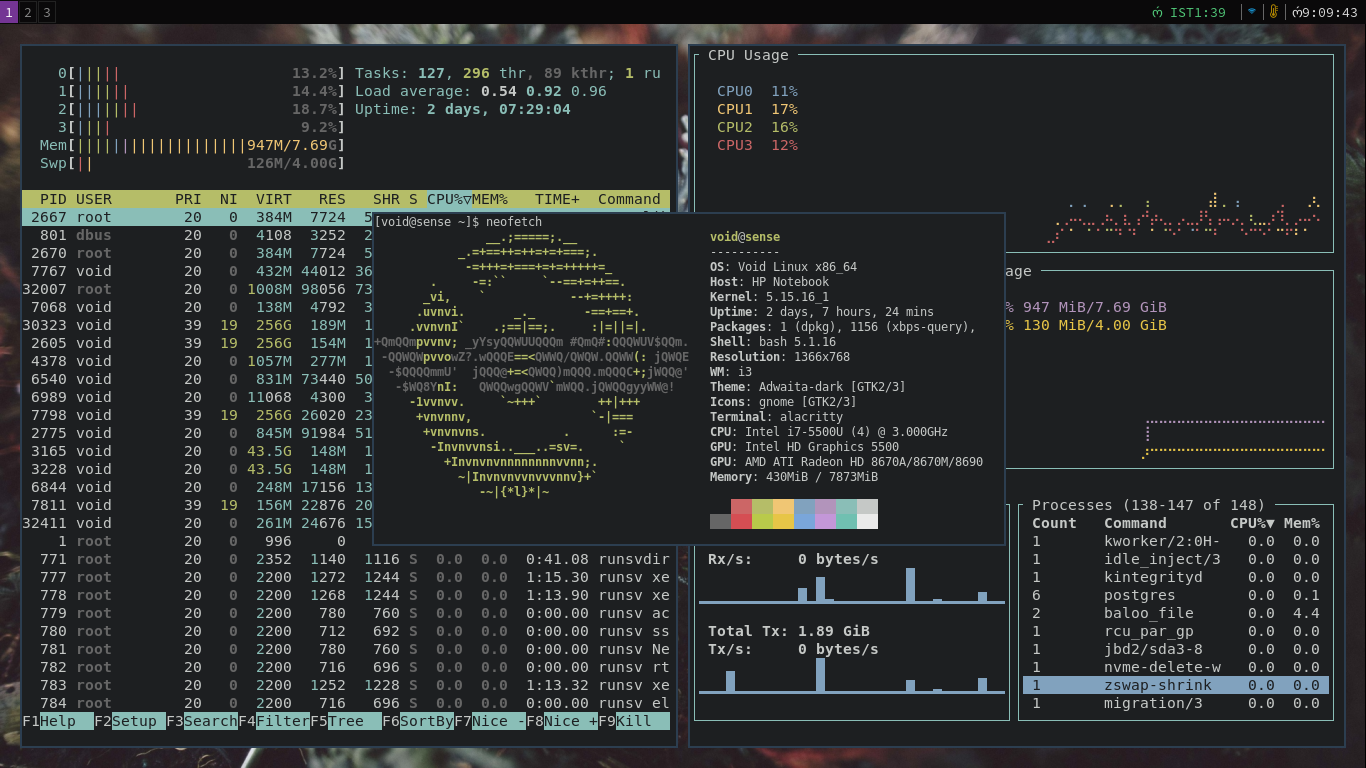 1 2 3
რ IST1:39 რ9:09:43
0[||||| 13.2%] Tasks: 127, 296 thr, 89 kthr; 1 ru
1[|||||| 14.4%] Load average: 0.54 0.92 0.96
2[||||||| 18.7%] Uptime: 2 days, 07:29:04
3[|||| 9.2%]
Mem[||||||||||||||||||||947M/7.69G]
Swp[|| 126M/4.00G]
PID USER PRI NI VIRT RES SHR S CPU%▽MEM% TIME+ Command
2667 root 20 0 384M 7724 5
801 dbus 20 0 4108 3252 2
2670 root 20 0 384M 7724 5
7767 void 20 0 432M 44012 36
32007 root 20 0 1008M 98056 73
7068 void 20 0 138M 4792 3
30323 void 39 19 256G 189M 1
2605 void 39 19 256G 154M 1
4378 void 20 0 1057M 277M 1
6540 void 20 0 831M 73440 50
6989 void 20 0 11068 4300 3
7798 void 39 19 256G 26020 23
2775 void 20 0 845M 91984 51
3165 void 20 0 43.5G 148M 1
3228 void 20 0 43.5G 148M 1
6844 void 20 0 248M 17156 13
7811 void 39 19 156M 22876 20
32411 void 20 0 261M 24676 15
1 root 20 0 996 0
771 root 20 0 2352 1140 1116 S 0.0 0.0 0:41.08 runsvdir
777 root 20 0 2200 1272 1244 S 0.0 0.0 1:15.30 runsv xe
778 root 20 0 2200 1268 1244 S 0.0 0.0 1:13.90 runsv xe
779 root 20 0 2200 780 760 S 0.0 0.0 0:00.00 runsv ac
780 root 20 0 2200 712 692 S 0.0 0.0 0:00.00 runsv ss
781 root 20 0 2200 780 760 S 0.0 0.0 0:00.00 runsv Ne
782 root 20 0 2200 716 696 S 0.0 0.0 0:00.00 runsv rt
783 root 20 0 2200 1252 1228 S 0.0 0.0 1:13.32 runsv xe
784 root 20 0 2200 716 696 S 0.0 0.0 0:00.00 runsv el
F1Help F2Setup F3SearchF4FilterF5Tree F6SortByF7Nice -F8Nice +F9Kill
[void@sense ~]$ neofetch
void@sense
----------
OS: Void Linux x86_64
Host: HP Notebook
Kernel: 5.15.16_1
Uptime: 2 days, 7 hours, 24 mins
Packages: 1 (dpkg), 1156 (xbps-query),
Shell: bash 5.1.16
Resolution: 1366x768
WM: i3
Theme: Adwaita-dark [GTK2/3]
Icons: gnome [GTK2/3]
Terminal: alacritty
CPU: Intel i7-5500U (4) @ 3.000GHz
GPU: Intel HD Graphics 5500
GPU: AMD ATI Radeon HD 8670A/8670M/8690
Memory: 430MiB / 7873MiB
CPU Usage
CPU0 11%
CPU1 17%
CPU2 16%
CPU3 12%
age
% 947 MiB/7.69 GiB
% 130 MiB/4.00 GiB
Rx/s: 0 bytes/s
Total Tx: 1.89 GiB
Tx/s: 0 bytes/s
Processes (138-147 of 148)
Count Command CPU%▼ Mem%
1 kworker/2:0H- 0.0 0.0
1 idle_inject/3 0.0 0.0
1 kintegrityd 0.0 0.0
6 postgres 0.0 0.1
2 baloo_file 0.0 4.4
1 rcu_par_gp 0.0 0.0
1 jbd2/sda3-8 0.0 0.0
1 nvme-delete-w 0.0 0.0
1 zswap-shrink 0.0 0.0
1 migration/3 0.0 0.0